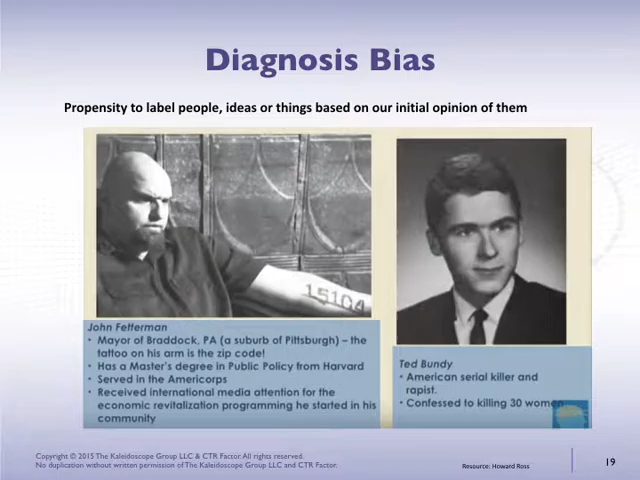 Diagnosis Bias
Propensity to label people, ideas or things based on our initial opinion of them
15104
John Fetterman
• Mayor of Braddock, PA (a suburb of Pittsburgh) – the
tattoo on his arm is the zip code!
• Has a Master's degree in Public Policy from Harvard
• Served in the Americorps
• Received international media attention for the
economic revitalization programming he started in his
community
Ted Bundy
• American serial killer and
rapist.
• Confessed to killing 30 women
Copyright © 2015 The Kaleidoscope Group LLC & CTR Factor. All rights reserved.
No duplication without written permission of The Kaleidoscope Group LLC and CTR Factor.
Resource: Howard Ross
19